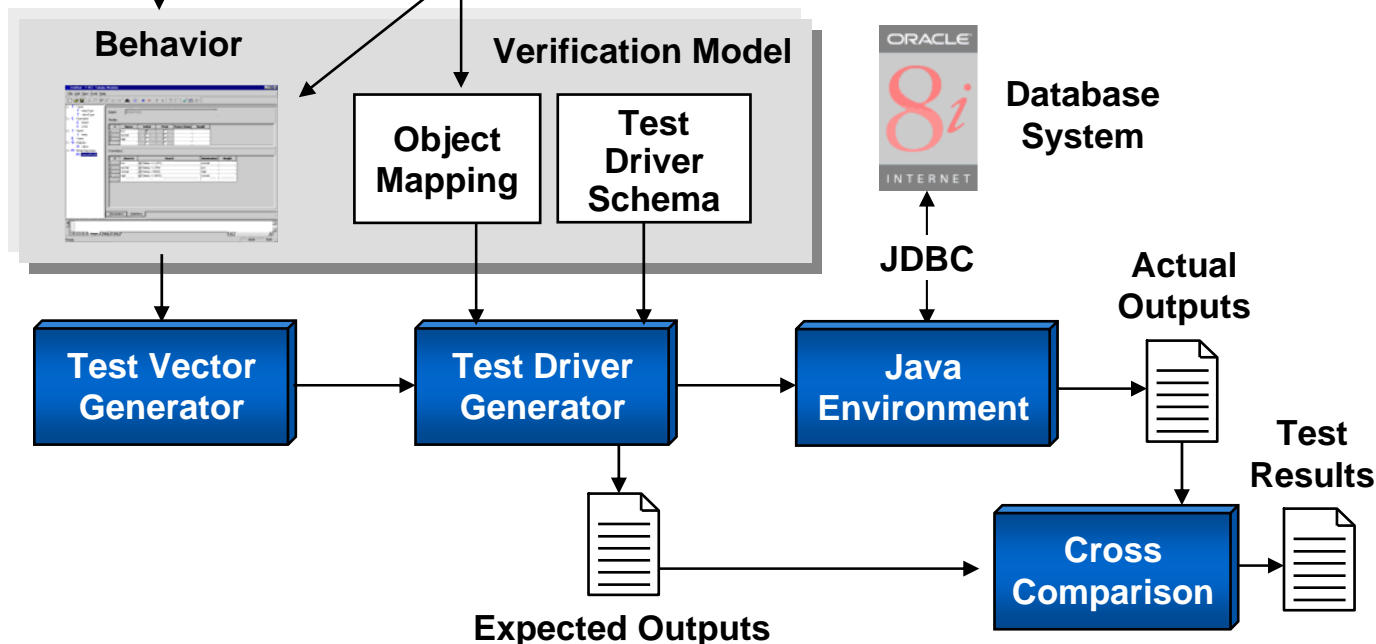 Behavior
Verification Model
Object
Mapping
Test
Driver
Schema
ORACLE
8i
INTERNET
Database
System
JDBC
Actual
Outputs
Test Vector
Generator
Test Driver
Generator
Java
Environment
Test
Results
Cross
Comparison
Expected Outputs